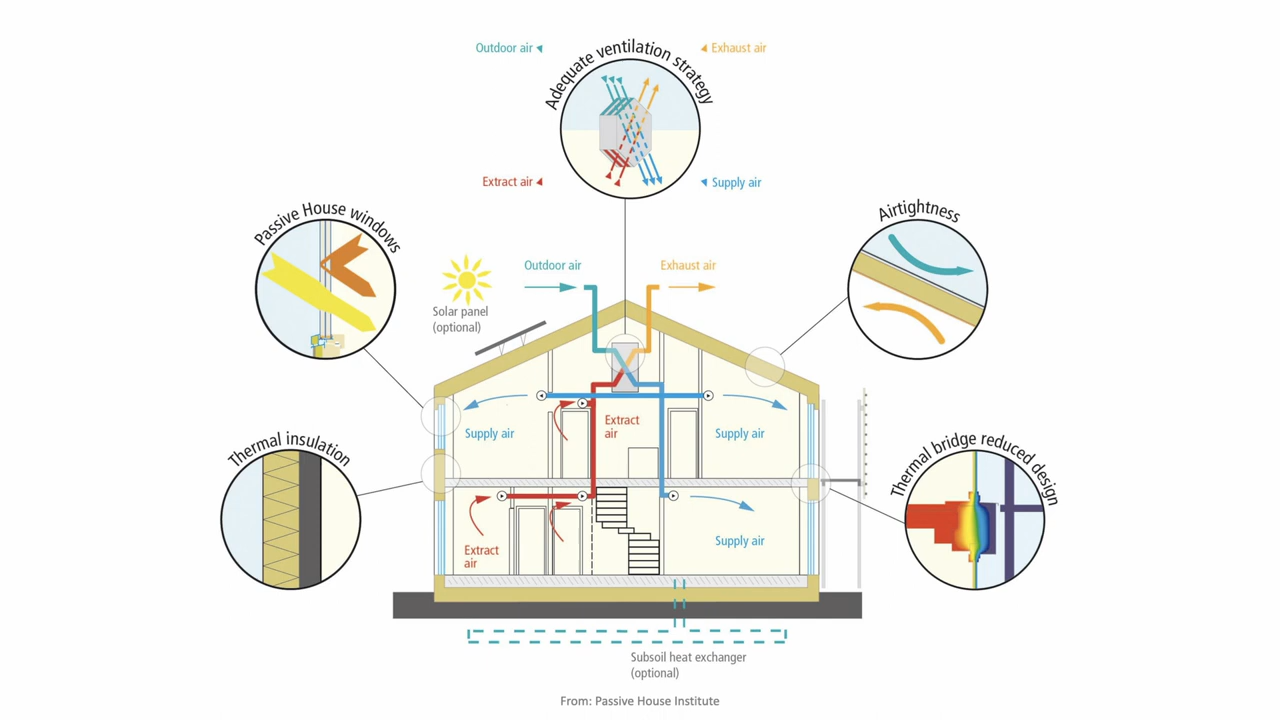 Outdoor air
Exhaust air
Adequate ventilation strategy
Extract air
Supply air
Passive House windows
Airtightness
Outdoor air
Exhaust air
Solar panel
(optional)
Supply air
Extract
air
Supply air
Thermal insulation
Thermal bridge reduced design
Extract
air
Supply air
Subsoil heat exchanger
(optional)
From: Passive House Institute